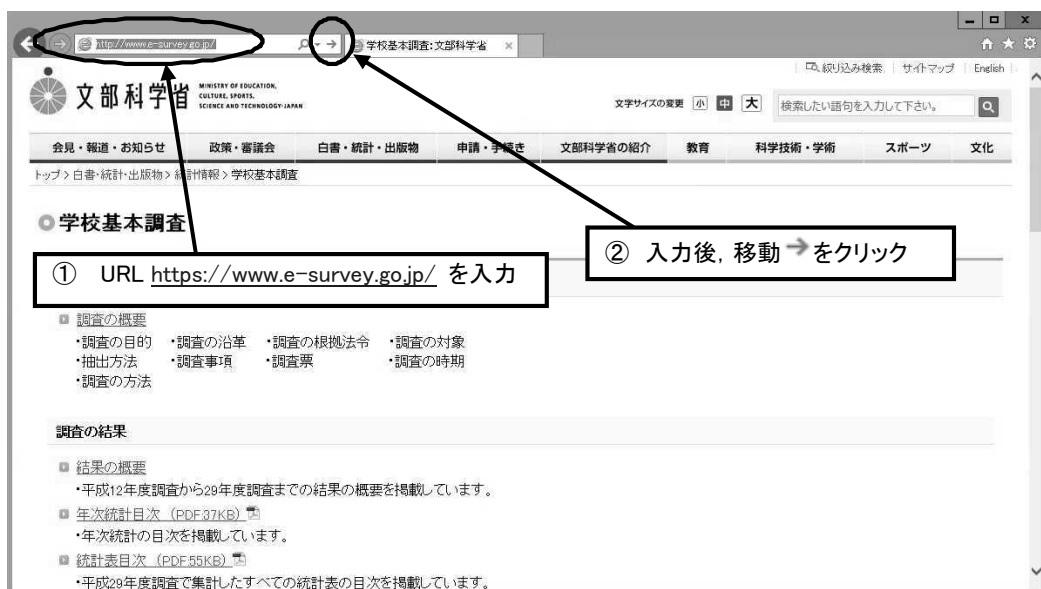 http://www.e-survey.go.jp/
学校基本調査:文部科学省 ×
絞り込み検索 サイトマップ English
文部科学省
MINISTRY OF EDUCATION,
CULTURE, SPORTS,
SCIENCE AND TECHNOLOGY-JAPAN
文字サイズの変更 小 中 大 検索したい語句を入力して下さい。
会見・報道・お知らせ 政策・審議会 白書・統計・出版物 申請・手続き 文部科学省の紹介 教育 科学技術・学術 スポーツ 文化
トップ > 白書・統計・出版物 > 統計情報 > 学校基本調査
学校基本調査
② 入力後, 移動➔をクリック
① URL https://www.e-survey.go.jp/ を入力
調査の概要
・調査の目的 ・調査の沿革 ・調査の根拠法令 ・調査の対象
・抽出方法 ・調査事項 ・調査票 ・調査の時期
・調査の方法
調査の結果
結果の概要
・平成12年度調査から29年度調査までの結果の概要を掲載しています。
年次統計目次 (PDF:37KB)
・年次統計の目次を掲載しています。
統計表目次 (PDF:55KB)
・平成29年度調査で集計したすべての統計表の目次を掲載しています。